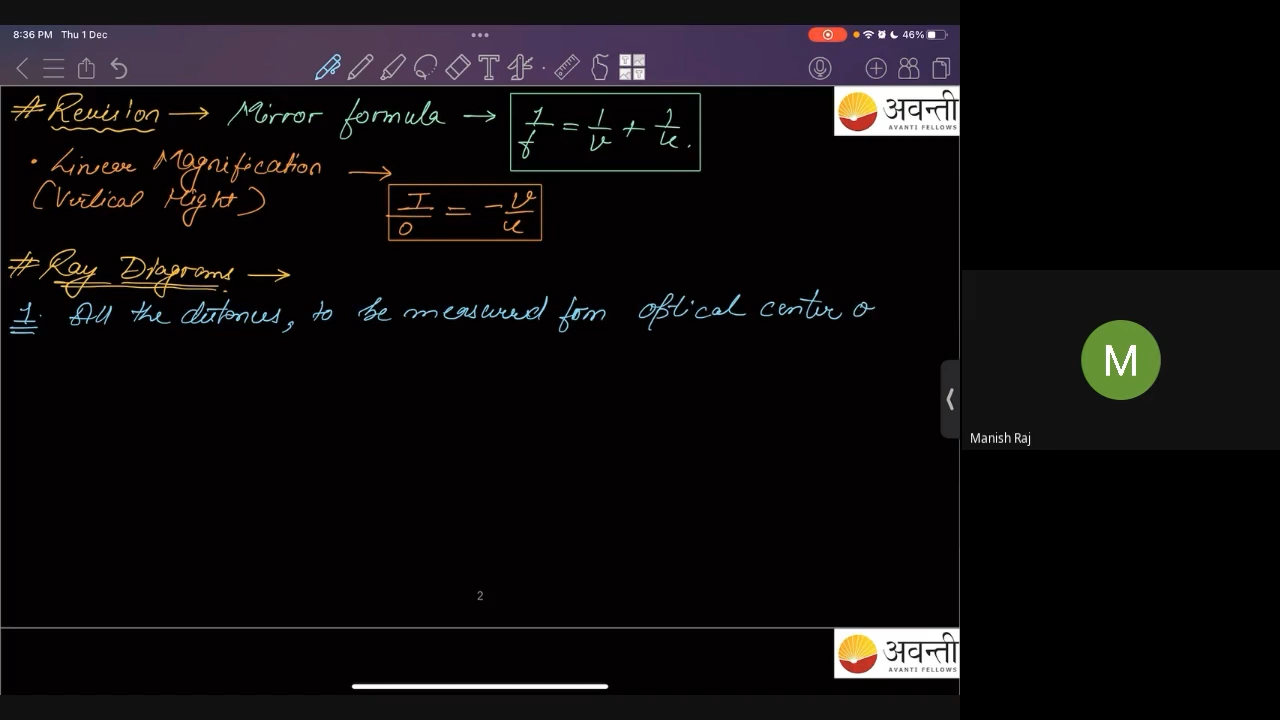 8:36 PM Thu 1 Dec
46%
# Revision → Mirror formula → 1/f = 1/v + 1/u.
अवन्ती
AVANTI FELLOWS
• Linear Magnification →
(Vertical Hight)
I/O = -v/u
# Ray Diagrams →
1. All the distances, to be measured fom optical center o
M
Manish Raj
2
अवन्ती
AVANTI FELLOWS